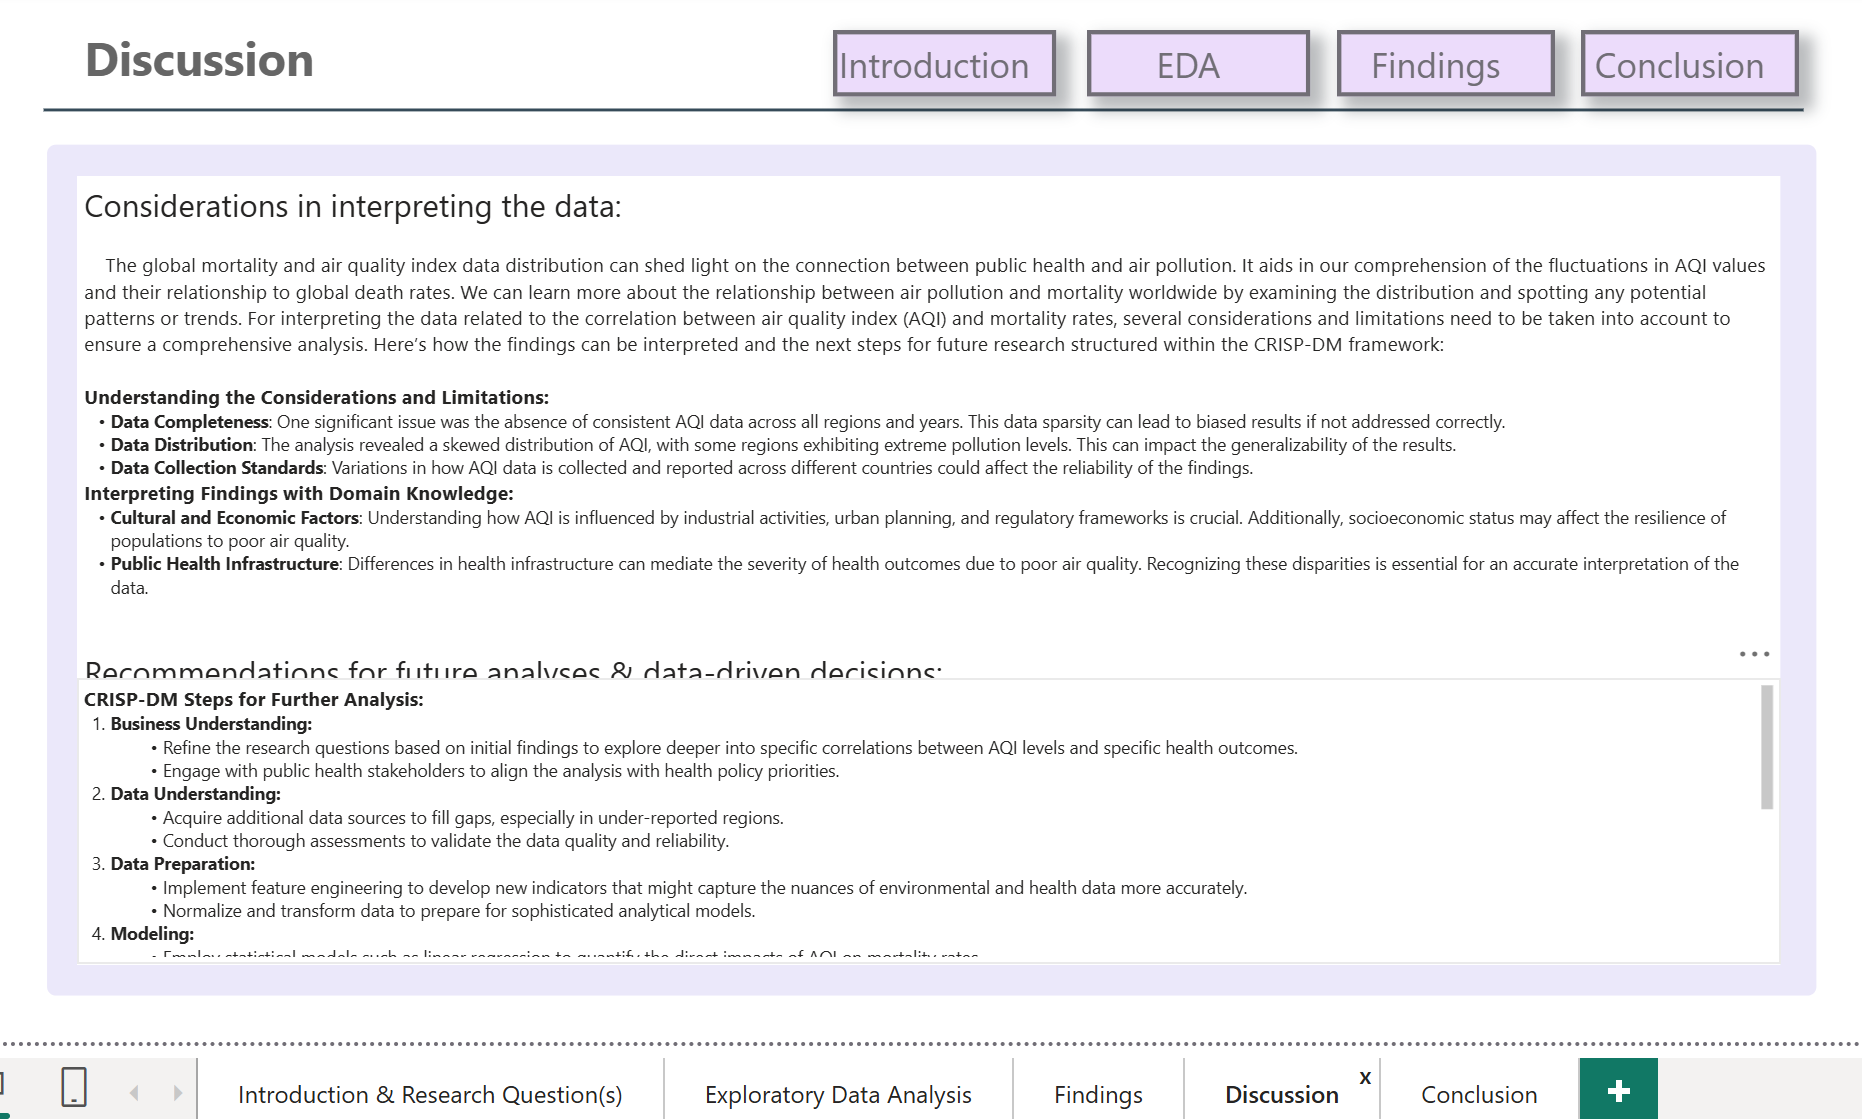 Discussion
Introduction
EDA
Findings
Conclusion
Considerations in interpreting the data:
The global mortality and air quality index data distribution can shed light on the connection between public health and air pollution. It aids in our comprehension of the fluctuations in AQI values
and their relationship to global death rates. We can learn more about the relationship between air pollution and mortality worldwide by examining the distribution and spotting any potential
patterns or trends. For interpreting the data related to the correlation between air quality index (AQI) and mortality rates, several considerations and limitations need to be taken into account to
ensure a comprehensive analysis. Here's how the findings can be interpreted and the next steps for future research structured within the CRISP-DM framework:
Understanding the Considerations and Limitations:
• Data Completeness: One significant issue was the absence of consistent AQI data across all regions and years. This data sparsity can lead to biased results if not addressed correctly.
• Data Distribution: The analysis revealed a skewed distribution of AQI, with some regions exhibiting extreme pollution levels. This can impact the generalizability of the results.
• Data Collection Standards: Variations in how AQI data is collected and reported across different countries could affect the reliability of the findings.
Interpreting Findings with Domain Knowledge:
• Cultural and Economic Factors: Understanding how AQI is influenced by industrial activities, urban planning, and regulatory frameworks is crucial. Additionally, socioeconomic status may affect the resilience of
populations to poor air quality.
• Public Health Infrastructure: Differences in health infrastructure can mediate the severity of health outcomes due to poor air quality. Recognizing these disparities is essential for an accurate interpretation of the
data.
Recommendations for future analyses & data-driven decisions:
CRISP-DM Steps for Further Analysis:
1. Business Understanding:
• Refine the research questions based on initial findings to explore deeper into specific correlations between AQI levels and specific health outcomes.
• Engage with public health stakeholders to align the analysis with health policy priorities.
2. Data Understanding:
• Acquire additional data sources to fill gaps, especially in under-reported regions.
• Conduct thorough assessments to validate the data quality and reliability.
3. Data Preparation:
• Implement feature engineering to develop new indicators that might capture the nuances of environmental and health data more accurately.
• Normalize and transform data to prepare for sophisticated analytical models.
4. Modeling:
• Employ statistical models such as linear regression to quantify the direct impacts of AQI on mortality rates.
Introduction & Research Question(s)
Exploratory Data Analysis
Findings
Discussion
x
Conclusion